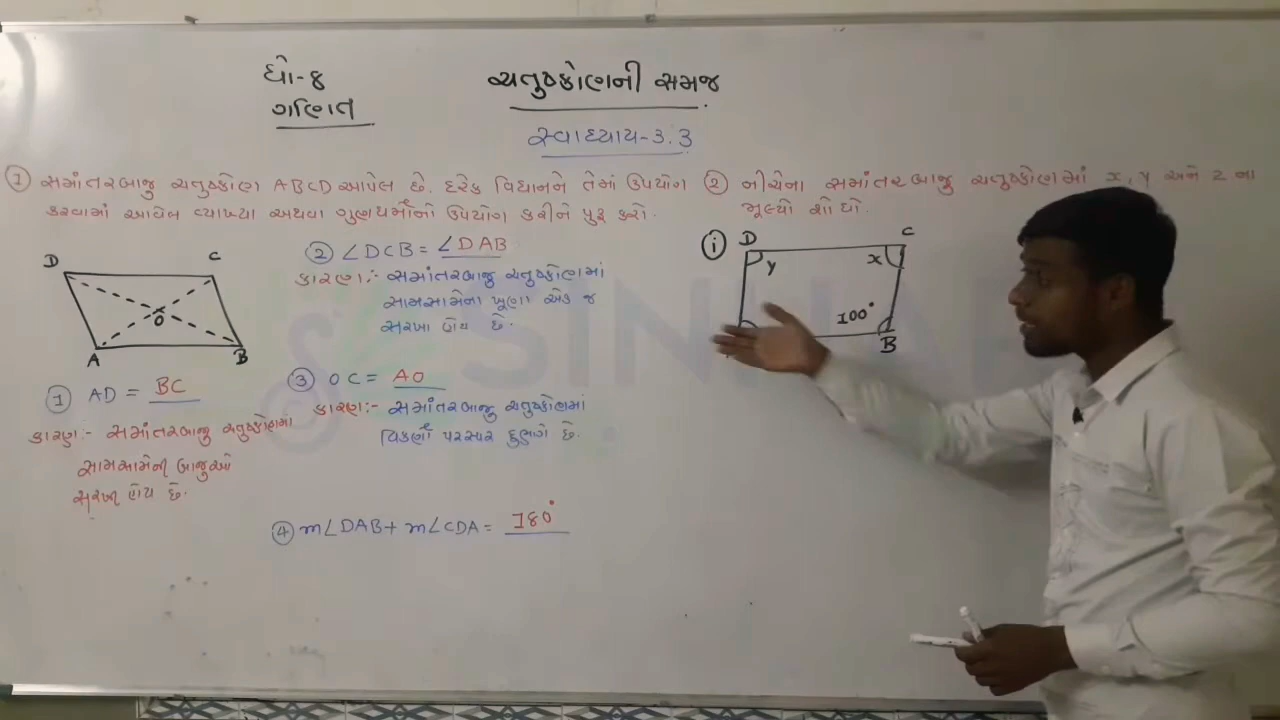 ધો-૪
ગણિત
ચતુષ્કોણની સમજ
સ્વાધ્યાય-૩.૩
① સમાંતરબાજુ ચતુષ્કોણ ABCD આપેલ છે. દરેક વિધાનને તેમાં ઉપયોગ
કરવામાં આવેલ વ્યાખ્યા અથવા ગુણધર્મોનો ઉપયોગ કરીને પુરૂ કરો.
D C
O
A B
① AD = BC
કારણ:- સમાંતરબાજુ ચતુષ્કોણમાં
સામસામેની બાજુઓ
સરખી હોય છે.
② ∠DCB = ∠DAB
કારણ:- સમાંતરબાજુ ચતુષ્કોણમાં
સામસામેના ખૂણા એક જ
સરખા હોય છે.
③ OC = AO
કારણ:- સમાંતરબાજુ ચતુષ્કોણમાં
વિકર્ણો પરસ્પર દુભાગે છે.
④ m∠DAB + m∠CDA = 180°
② નીચેના સમાંતરબાજુ ચતુષ્કોણમાં x, y અને z ના
મૂલ્યો શોધો.
ⓘ D C
y x
100°
B